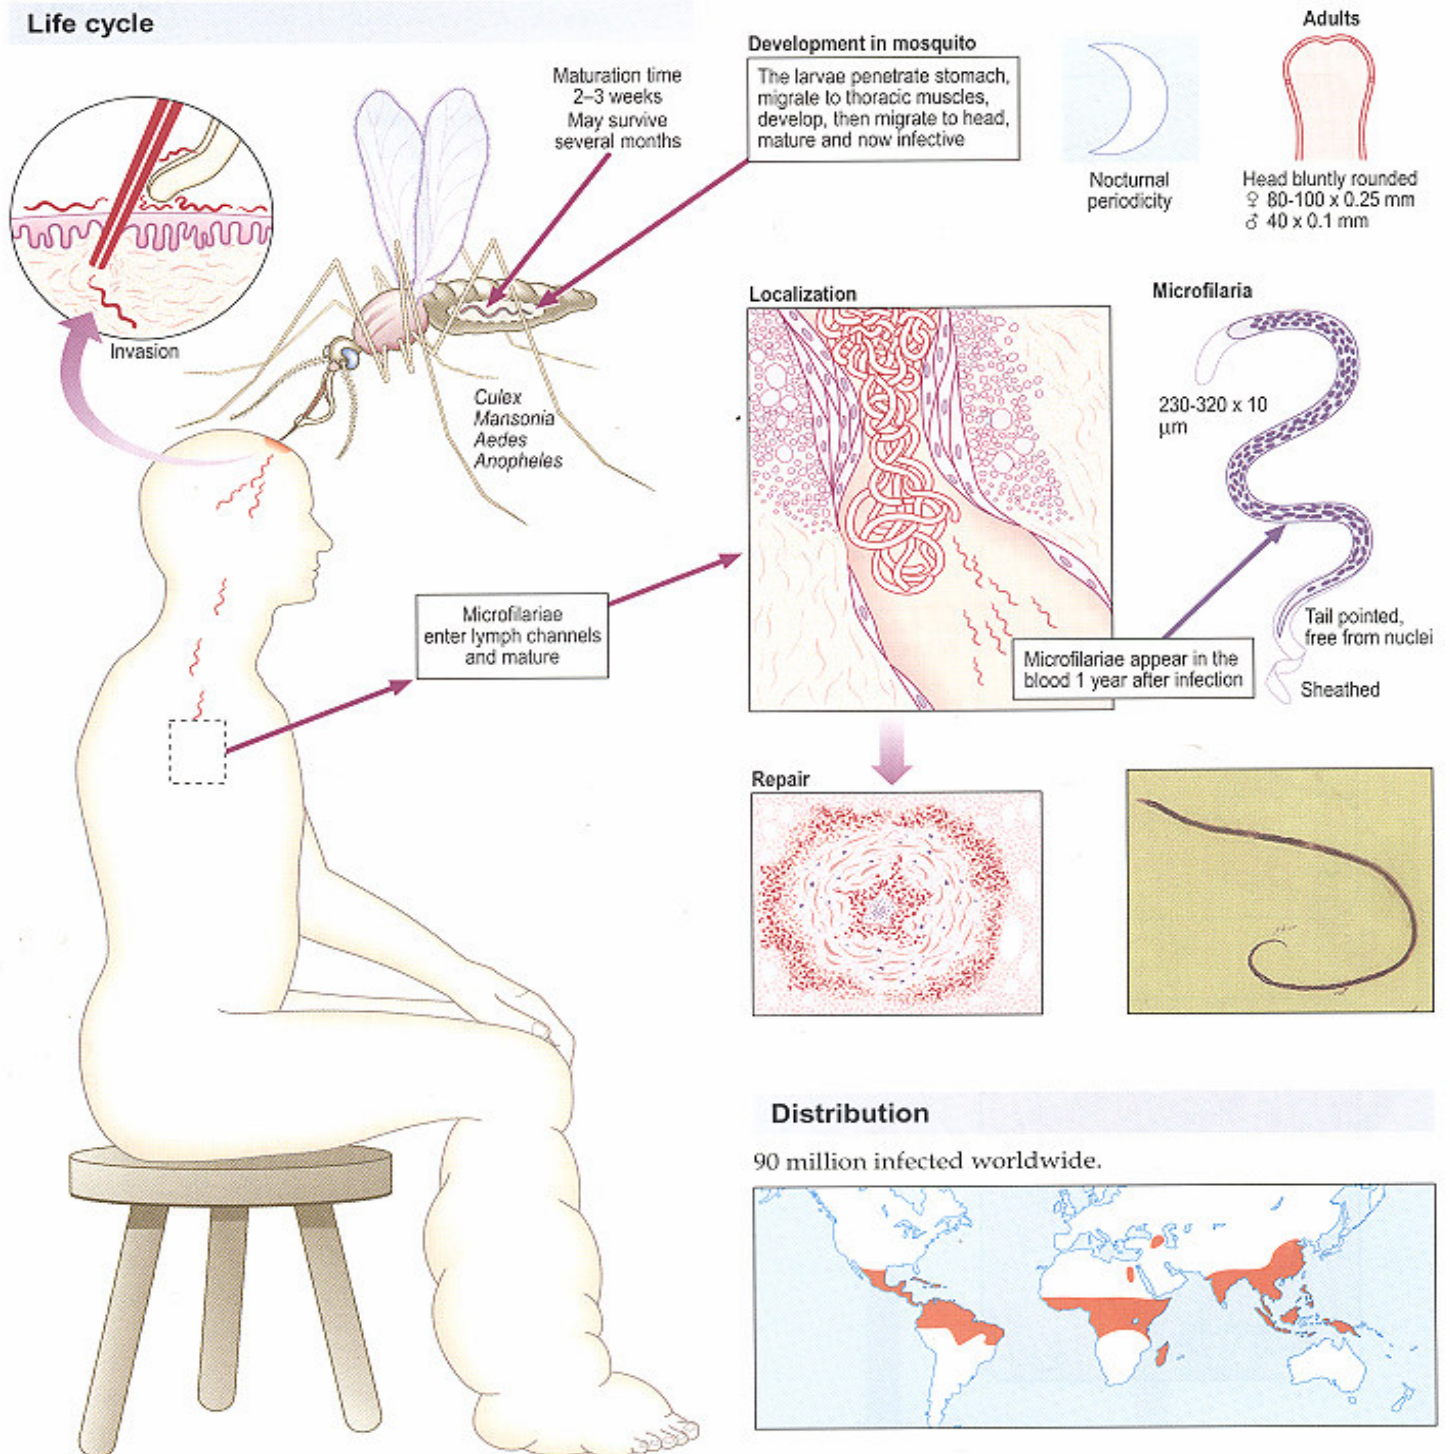 Life cycle
Maturation time
2–3 weeks
May survive
several months
Development in mosquito
The larvae penetrate stomach,
migrate to thoracic muscles,
develop, then migrate to head,
mature and now infective
Nocturnal
periodicity
Adults
Head bluntly rounded
♀ 80-100 x 0.25 mm
♂ 40 x 0.1 mm
Invasion
Culex
Mansonia
Aedes
Anopheles
Localization
Microfilaria
230-320 x 10
μm
Microfilariae
enter lymph channels
and mature
Microfilariae appear in the
blood 1 year after infection
Tail pointed,
free from nuclei
Sheathed
Repair
Distribution
90 million infected worldwide.